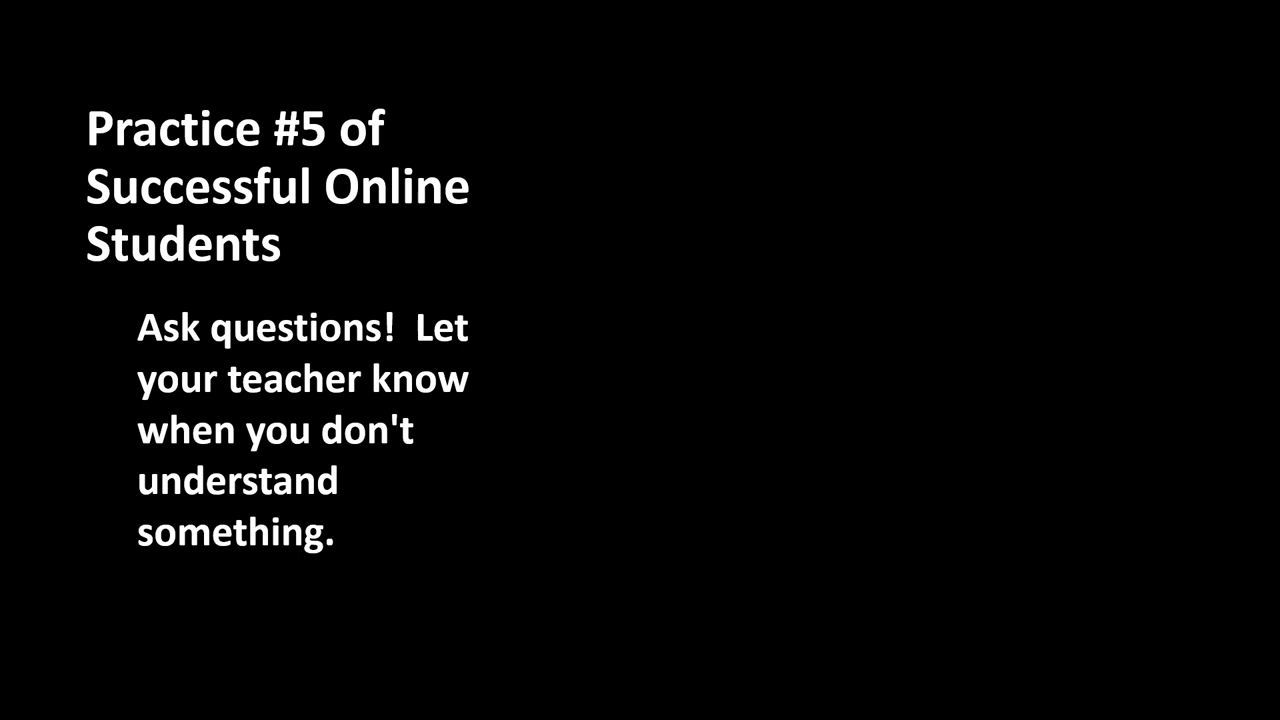 Practice #5 of
Successful Online
Students
Ask questions!  Let
your teacher know
when you don't
understand
something.